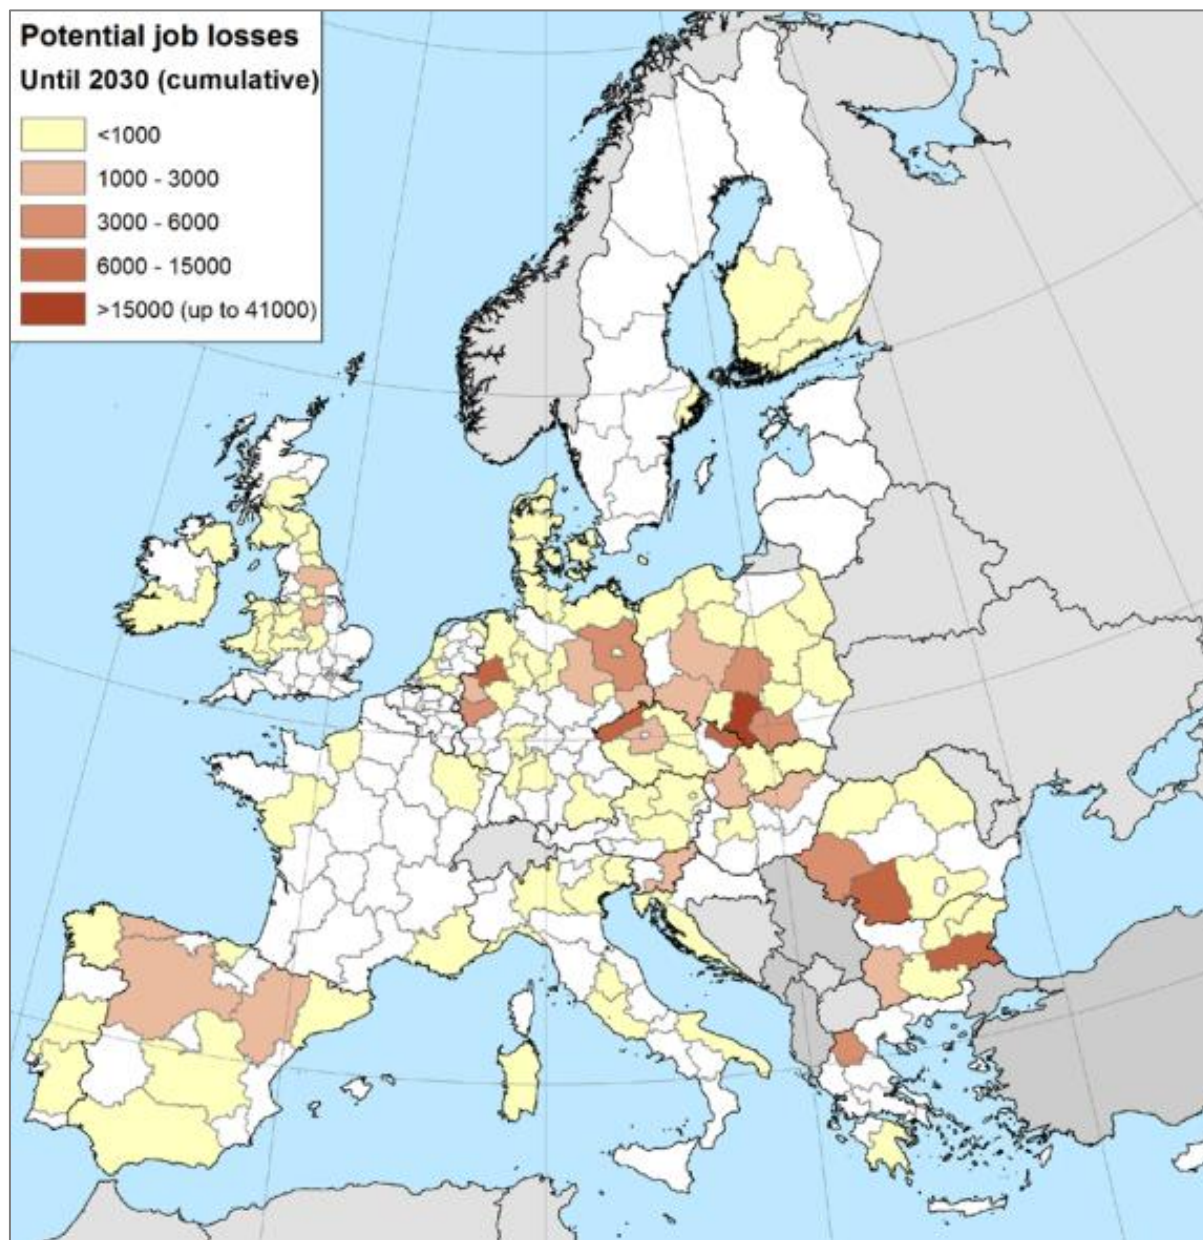 Potential job losses
Until 2030 (cumulative)
<1000
1000 - 3000
3000 - 6000
6000 - 15000
>15000 (up to 41000)